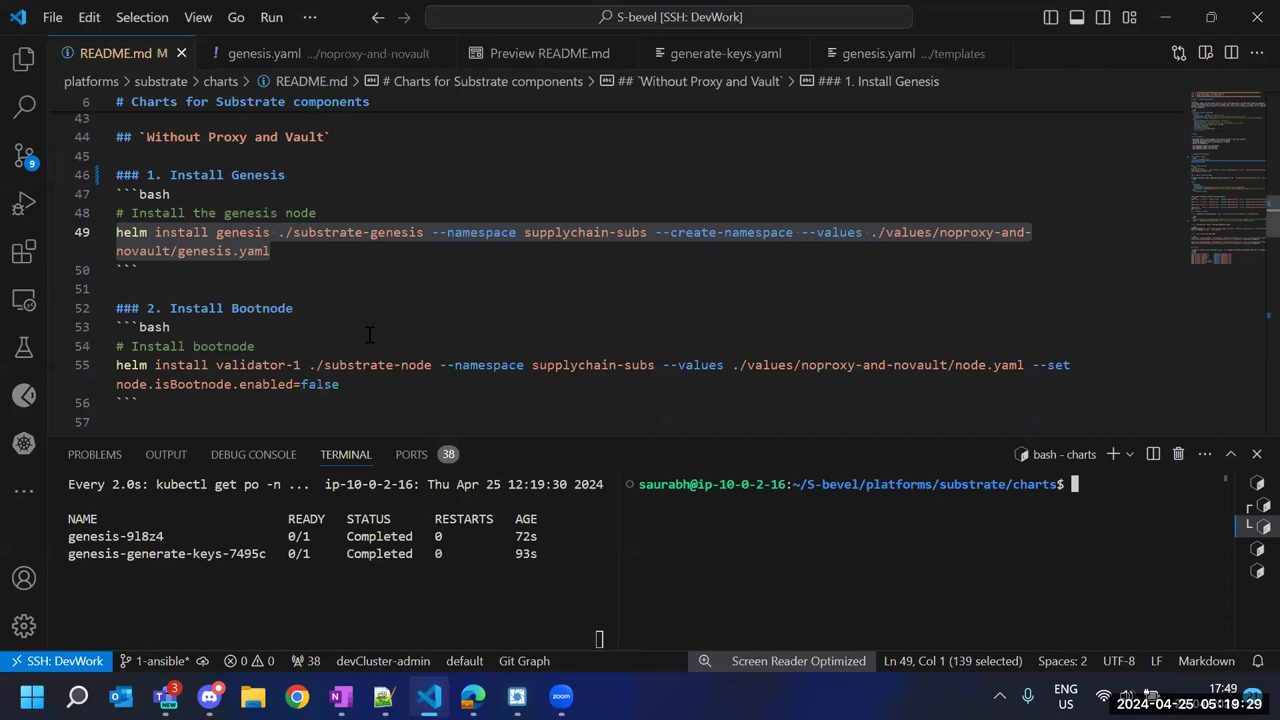 File Edit Selection View Go Run ··· S-bevel [SSH: DevWork]
README.md M genesis.yaml .../noproxy-and-novault Preview README.md generate-keys.yaml genesis.yaml .../templates
platforms > substrate > charts > README.md > # Charts for Substrate components > ## `Without Proxy and Vault` > ### 1. Install Genesis
6 # Charts for Substrate components
43
44 ## `Without Proxy and Vault`
45
46 ### 1. Install Genesis
47 ```bash
48 # Install the genesis node
49 helm install genesis ./substrate-genesis --namespace supplychain-subs --create-namespace --values ./values/noproxy-and-
novault/genesis.yaml
50 ```
51
52 ### 2. Install Bootnode
53 ```bash
54 # Install bootnode
55 helm install validator-1 ./substrate-node --namespace supplychain-subs --values ./values/noproxy-and-novault/node.yaml --set
node.isBootnode.enabled=false
56 ```
57
PROBLEMS OUTPUT DEBUG CONSOLE TERMINAL PORTS 38 bash - charts
Every 2.0s: kubectl get po -n ... ip-10-0-2-16: Thu Apr 25 12:19:30 2024
saurabh@ip-10-0-2-16:~/S-bevel/platforms/substrate/charts$
NAME READY STATUS RESTARTS AGE
genesis-9l8z4 0/1 Completed 0 72s
genesis-generate-keys-7495c 0/1 Completed 0 93s
9
SSH: DevWork 1-ansible* 0 0 38 devCluster-admin default Git Graph Screen Reader Optimized Ln 49, Col 1 (139 selected) Spaces: 2 UTF-8 LF Markdown
3 NEW zoom ENG US 17:49
2024-04-25 05:19:29